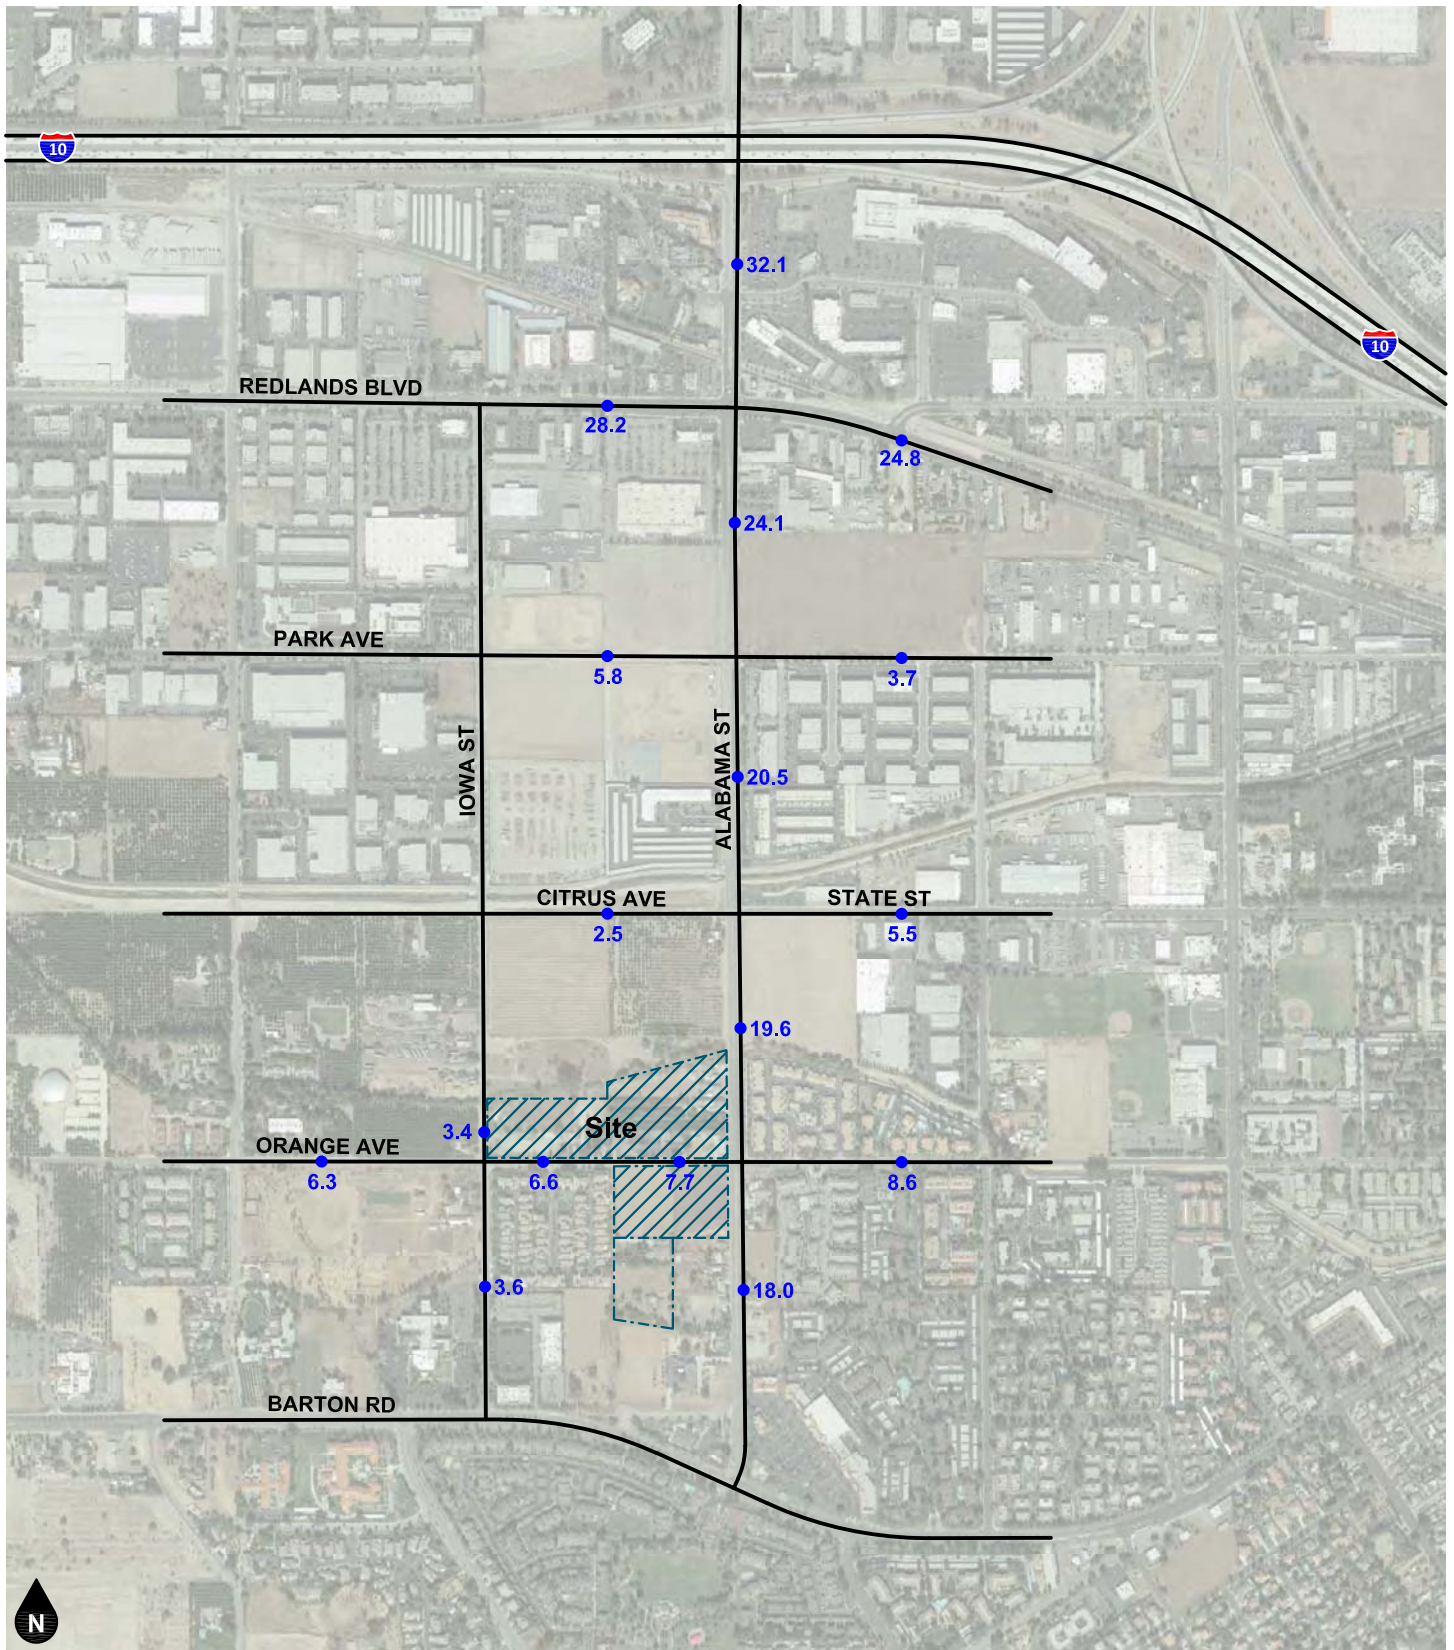 10
32.1
10
REDLANDS BLVD
28.2
24.8
24.1
PARK AVE
5.8
3.7
IOWA ST
ALABAMA ST
20.5
CITRUS AVE
STATE ST
2.5
5.5
19.6
Site
3.4
ORANGE AVE
6.3
6.6
7.7
8.6
3.6
18.0
BARTON RD
N